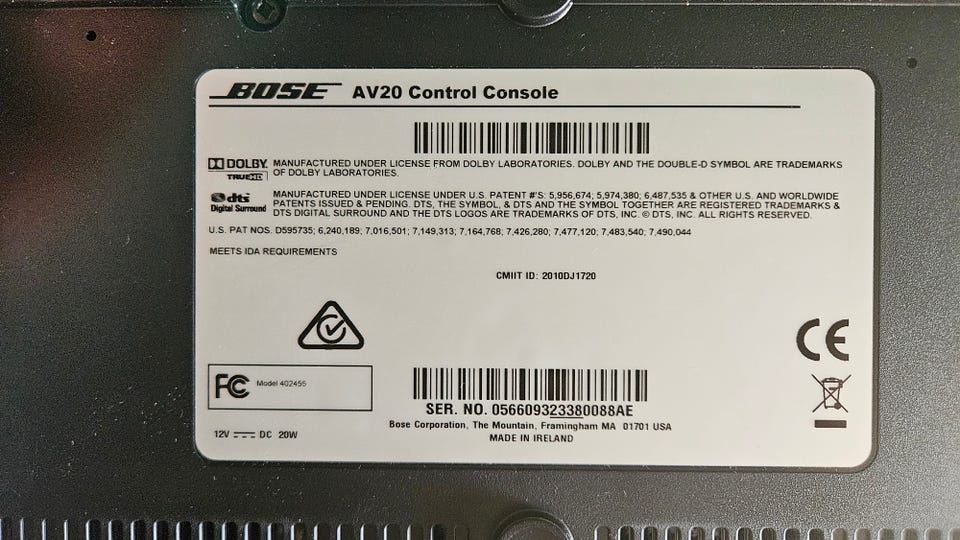 BOSE AV20 Control Console
DOLBY. MANUFACTURED UNDER LICENSE FROM DOLBY LABORATORIES. DOLBY AND THE DOUBLE-D SYMBOL ARE TRADEMARKS
TRUEHD OF DOLBY LABORATORIES.
MANUFACTURED UNDER LICENSE UNDER U.S. PATENT #'S: 5,956,674; 5,974,380; 6,487,535 & OTHER U.S. AND WORLDWIDE
dts PATENTS ISSUED & PENDING. DTS, THE SYMBOL, & DTS AND THE SYMBOL TOGETHER ARE REGISTERED TRADEMARKS &
Digital Surround DTS DIGITAL SURROUND AND THE DTS LOGOS ARE TRADEMARKS OF DTS, INC. © DTS, INC. ALL RIGHTS RESERVED.
U.S. PAT NOS. D595735; 6,240,189; 7,016,501; 7,149,313; 7,164,768; 7,426,280; 7,477,120; 7,483,540; 7,490,044
MEETS IDA REQUIREMENTS
CMIIT ID: 2010DJ1720
CE
FC Model 402455
SER. NO. 056609323380088AE
Bose Corporation, The Mountain, Framingham MA 01701 USA
12V DC 20W
MADE IN IRELAND